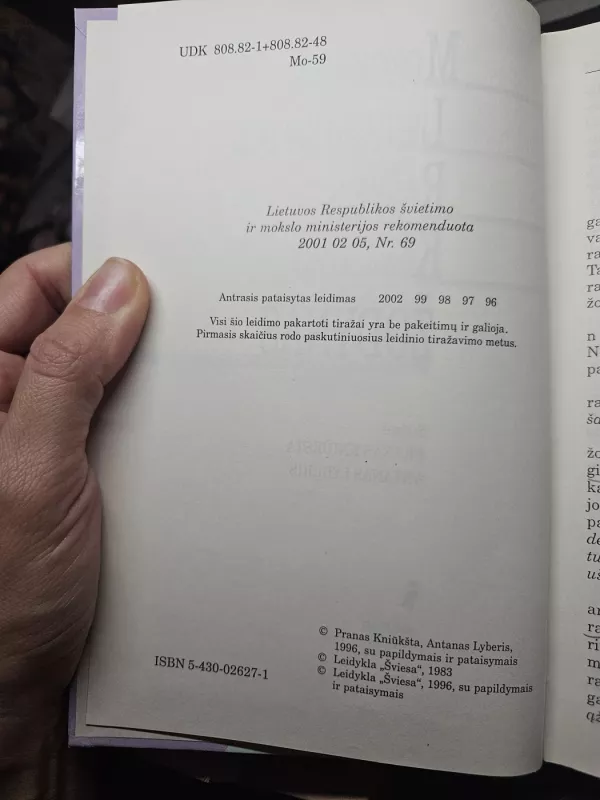 UDK 808.82-1+808.82-48
Mo-59
Lietuvos Respublikos švietimo
ir mokslo ministerijos rekomenduota
2001 02 05, Nr. 69
Antrasis pataisytas leidimas 2002 99 98 97 96
Visi šio leidimo pakartoti tiražai yra be pakeitimų ir galioja.
Pirmasis skaičius rodo paskutiniuosius leidinio tiražavimo metus.
© Pranas Kniūkšta, Antanas Lyberis,
1996, su papildymais ir pataisymais
© Leidykla „Šviesa“, 1983
© Leidykla „Šviesa“, 1996, su papildymais
ir pataisymais
ISBN 5-430-02627-1